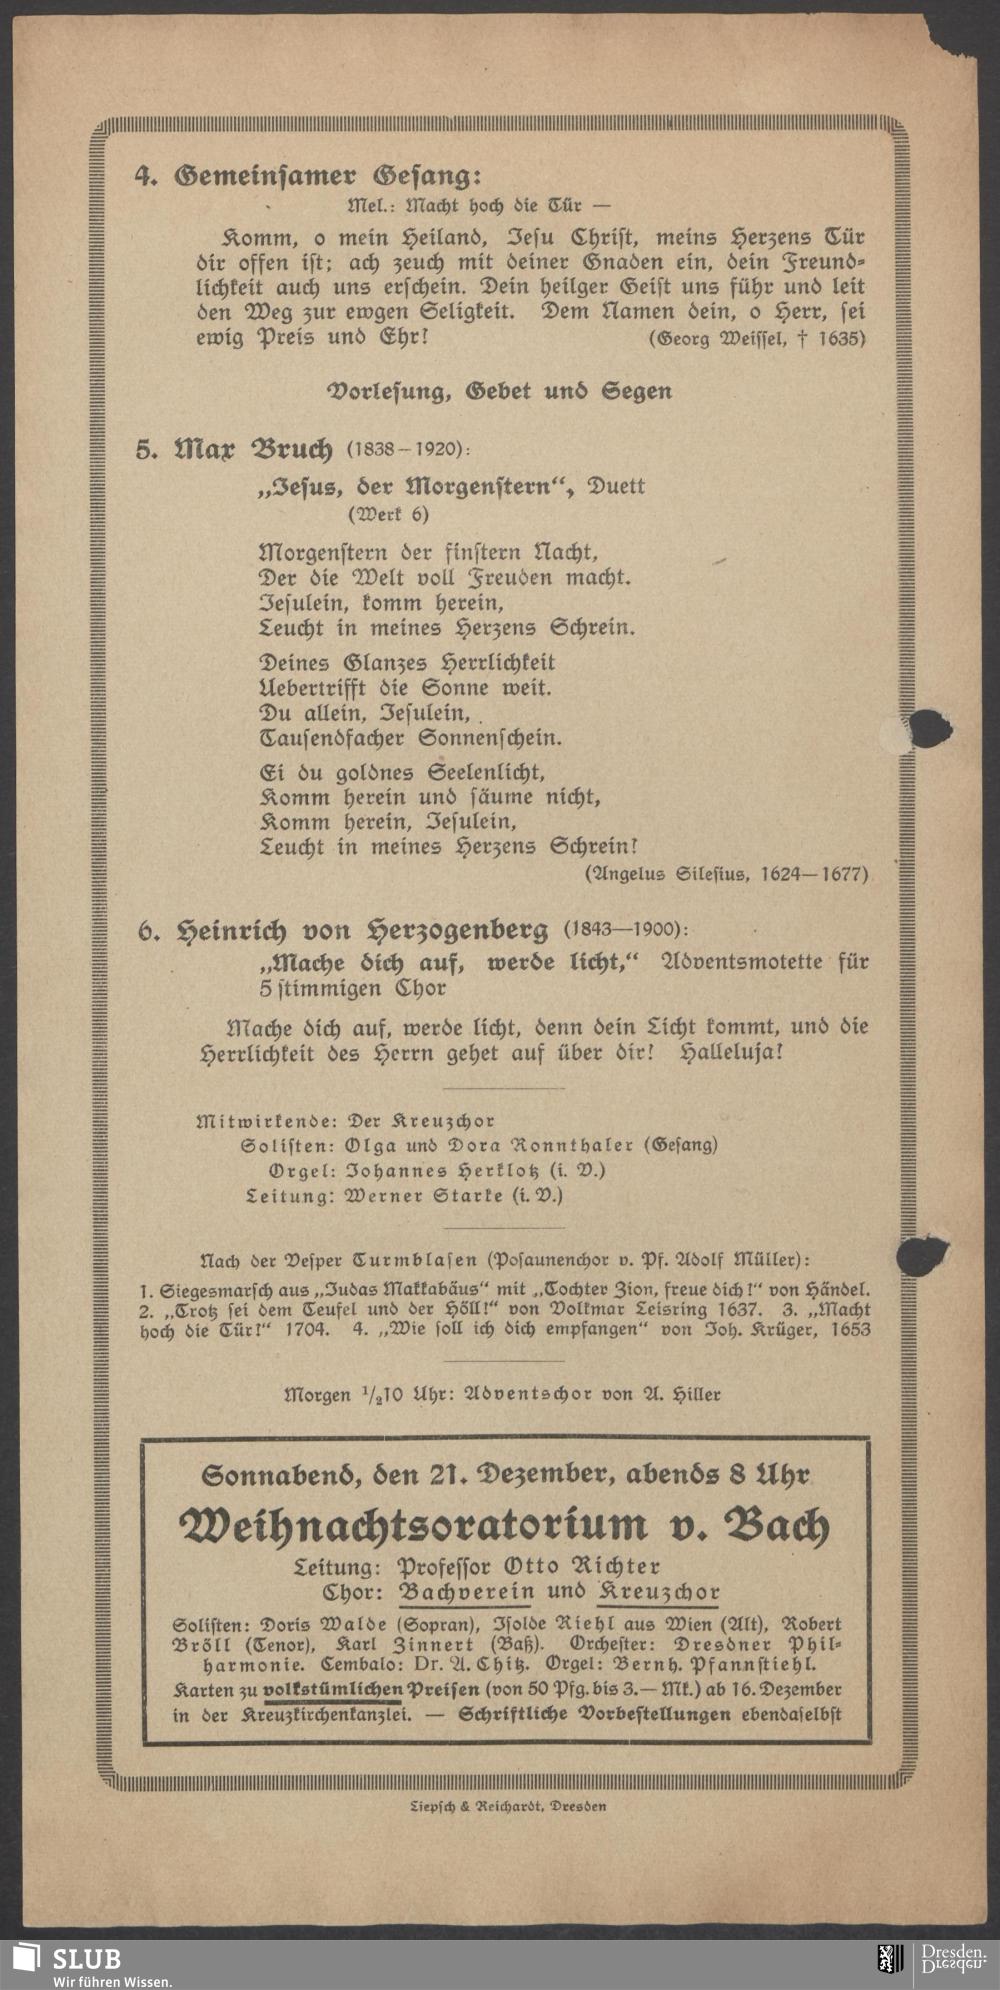 4. Gemeinsamer Gesang:
Mel.: Macht hoch die Tür —
Komm, o mein Heiland, Jesu Christ, meins Herzens Tür
dir offen ist; ach zeuch mit deiner Gnaden ein, dein Freund-
lichkeit auch uns erschein. Dein heilger Geist uns führ und leit
den Weg zur ewgen Seligkeit. Dem Namen dein, o Herr, sei
ewig Preis und Ehr! (Georg Weissel, † 1635)
Vorlesung, Gebet und Segen
5. Max Bruch (1838–1920):
„Jesus, der Morgenstern“, Duett
(Werk 6)
Morgenstern der finstern Nacht,
Der die Welt voll Freuden macht.
Jesulein, komm herein,
Leucht in meines Herzens Schrein.
Deines Glanzes Herrlichkeit
Uebertrifft die Sonne weit.
Du allein, Jesulein,
Tausendfacher Sonnenschein.
Ei du goldnes Seelenlicht,
Komm herein und säume nicht,
Komm herein, Jesulein,
Leucht in meines Herzens Schrein!
(Angelus Silesius, 1624–1677)
6. Heinrich von Herzogenberg (1843—1900):
„Mache dich auf, werde licht,“ Adventsmotette für
5 stimmigen Chor
Mache dich auf, werde licht, denn dein Licht kommt, und die
Herrlichkeit des Herrn gehet auf über dir! Halleluja!
Mitwirkende: Der Kreuzchor
Solisten: Olga und Dora Ronnthaler (Gesang)
Orgel: Johannes Herklotz (i. V.)
Leitung: Werner Starke (i. V.)
Nach der Vesper Turmblasen (Posaunenchor v. Pf. Adolf Müller):
1. Siegesmarsch aus „Judas Makkabäus“ mit „Tochter Zion, freue dich!“ von Händel.
2. „Trotz sei dem Teufel und der Höll!“ von Volkmar Leisring 1637. 3. „Macht
hoch die Tür!“ 1704. 4. „Wie soll ich dich empfangen“ von Joh. Krüger, 1653
Morgen 1/210 Uhr: Adventschor von A. Hiller
Sonnabend, den 21. Dezember, abends 8 Uhr
Weihnachtsoratorium v. Bach
Leitung: Professor Otto Richter
Chor: Bachverein und Kreuzchor
Solisten: Doris Walde (Sopran), Isolde Riehl aus Wien (Alt), Robert
Bröll (Tenor), Karl Zinnert (Baß). Orchester: Dresdner Phil-
harmonie. Cembalo: Dr. A. Chitz. Orgel: Bernh. Pfannstiehl.
Karten zu volkstümlichen Preisen (von 50 Pfg. bis 3.— Mk.) ab 16. Dezember
in der Kreuzkirchenkanzlei. — Schriftliche Vorbestellungen ebendaselbst
Liepsch & Reichardt, Dresden
SLUB
Wir führen Wissen.
Dresden.
Dresden.